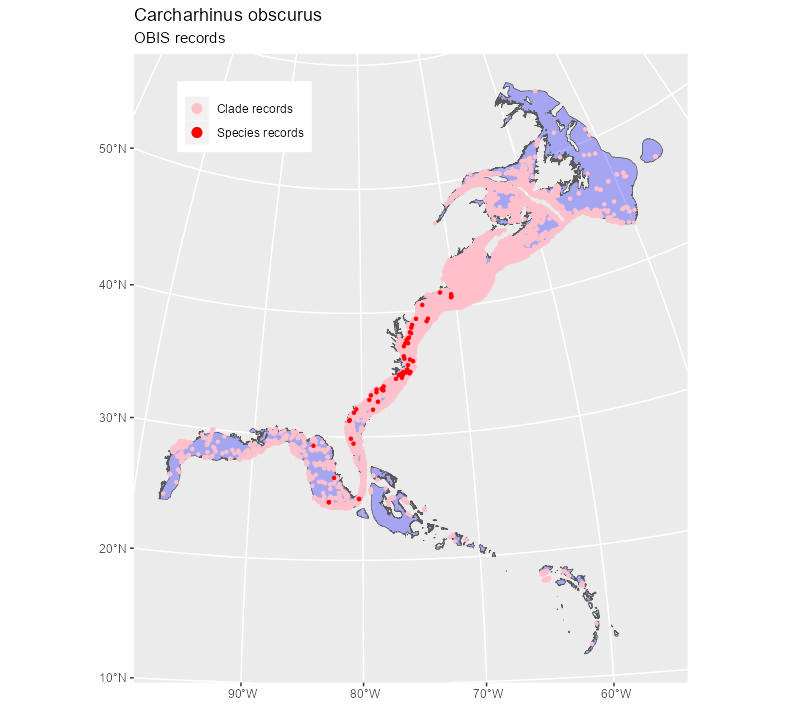 Carcharhinus obscurus
OBIS records
Clade records
Species records
50°N
40°N
30°N
20°N
10°N
90°W 80°W 70°W 60°W